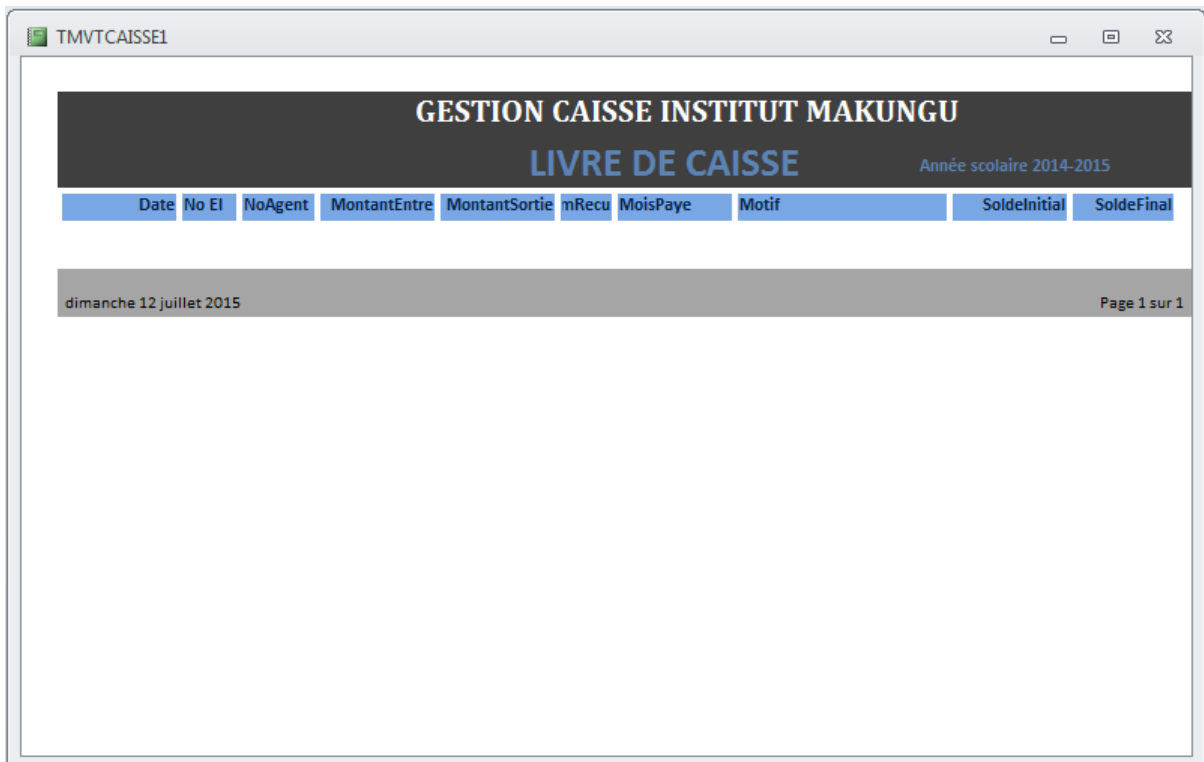 TMVTCAISSE1
GESTION CAISSE INSTITUT MAKUNGU
LIVRE DE CAISSE Année scolaire 2014-2015
Date No El NoAgent MontantEntre MontantSortie mRecu MoisPaye Motif SoldeInitial SoldeFinal
dimanche 12 juillet 2015 Page 1 sur 1